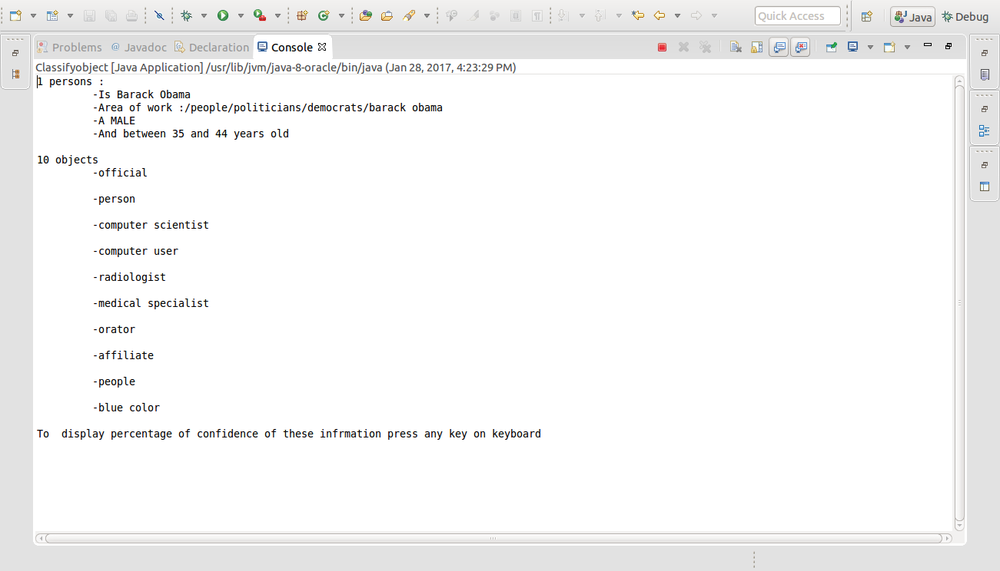 Quick Access
Java
Debug
Problems
@ Javadoc
Declaration
Console
Classifyobject [Java Application] /usr/lib/jvm/java-8-oracle/bin/java (Jan 28, 2017, 4:23:29 PM)
1 persons :
-Is Barack Obama
-Area of work :/people/politicians/democrats/barack obama
-A MALE
-And between 35 and 44 years old
10 objects
-official
-person
-computer scientist
-computer user
-radiologist
-medical specialist
-orator
-affiliate
-people
-blue color
To  display percentage of confidence of these infrmation press any key on keyboard